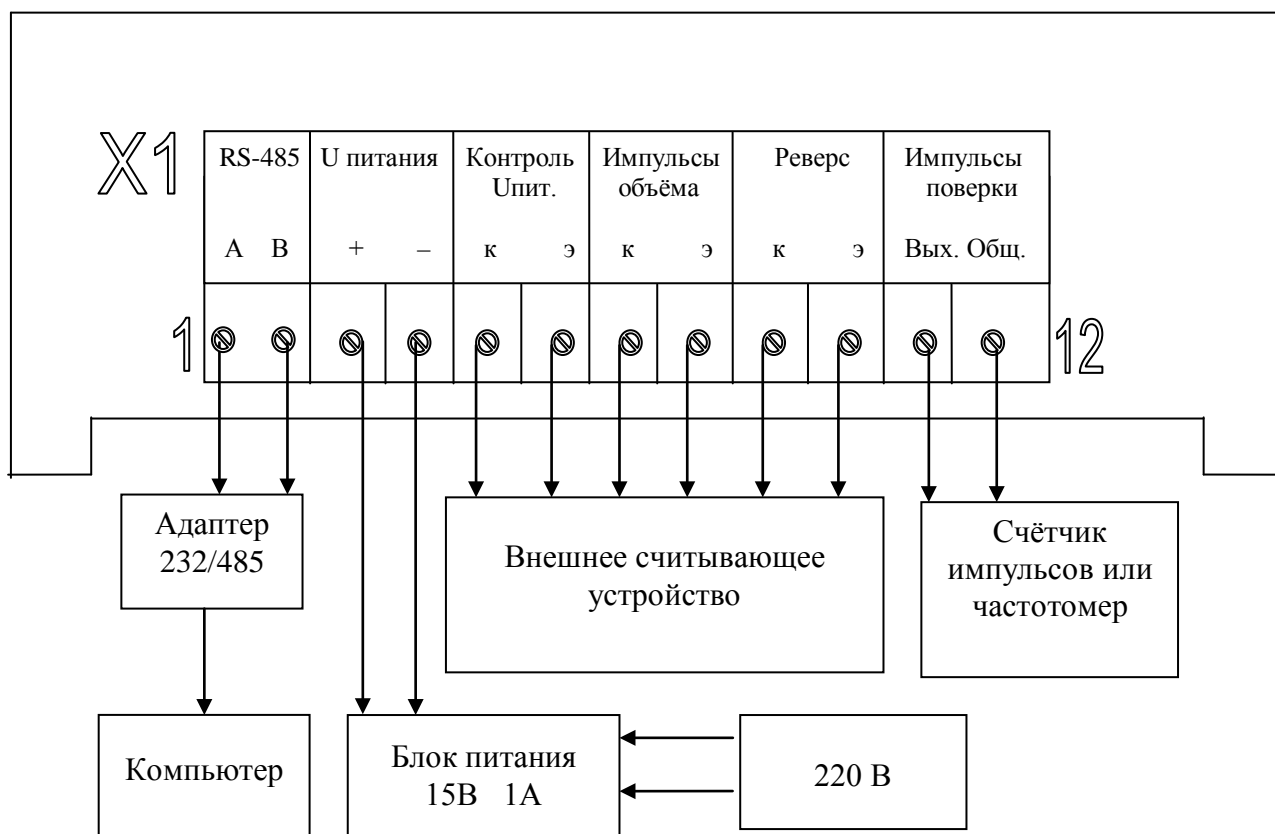 X1
RS-485
A B
U питания
+ –
Контроль
Uпит.
к э
Импульсы
объёма
к э
Реверс
к э
Импульсы
поверки
Вых. Общ.
1
12
Адаптер
232/485
Внешнее считывающее
устройство
Счётчик
импульсов или
частотомер
Компьютер
Блок питания
15В 1А
220 В